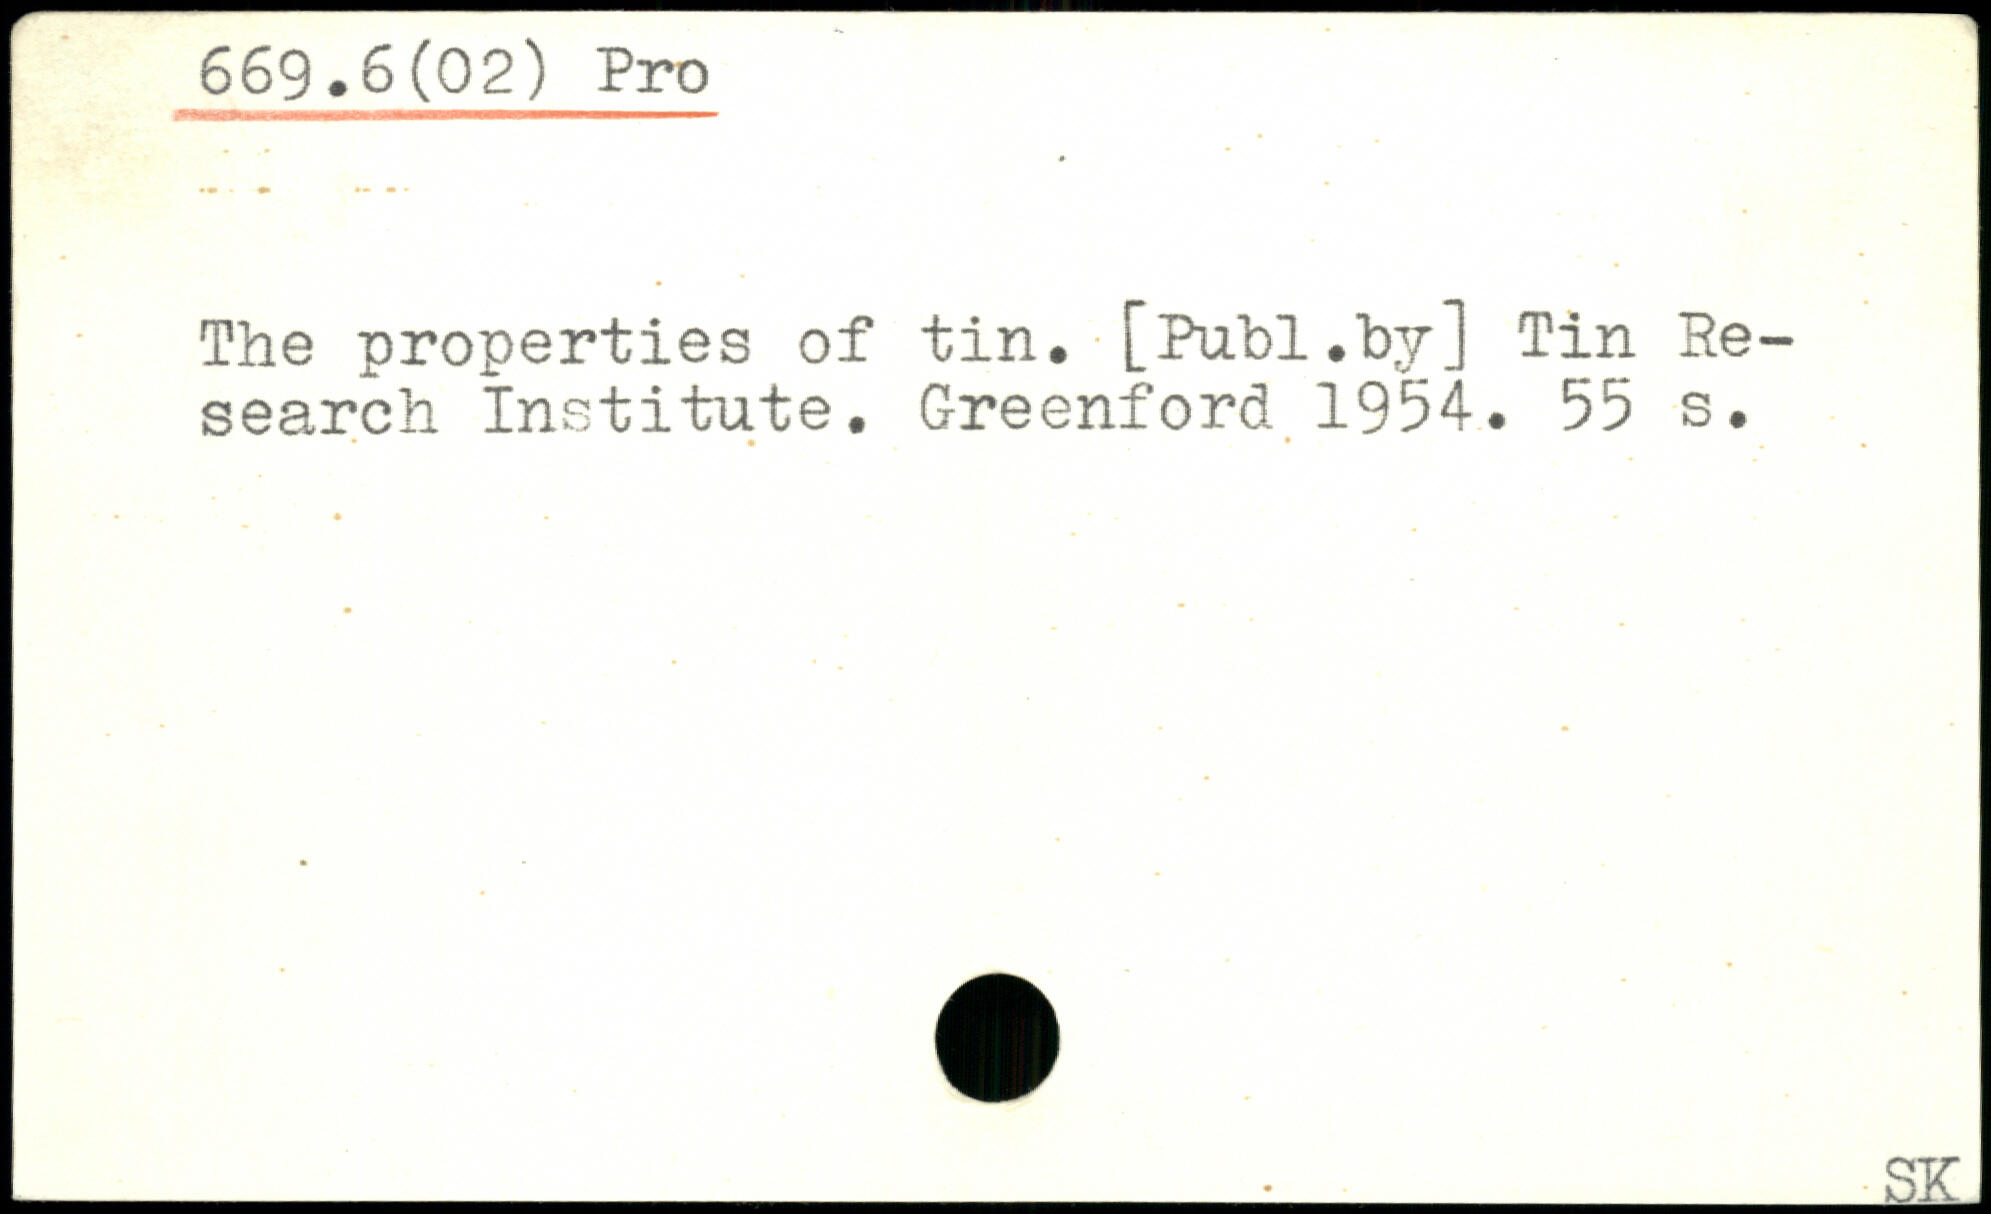 669.6(02) Pro
The properties of tin. [Publ.by] Tin Re-
search Institute. Greenford 1954. 55 s.
SK